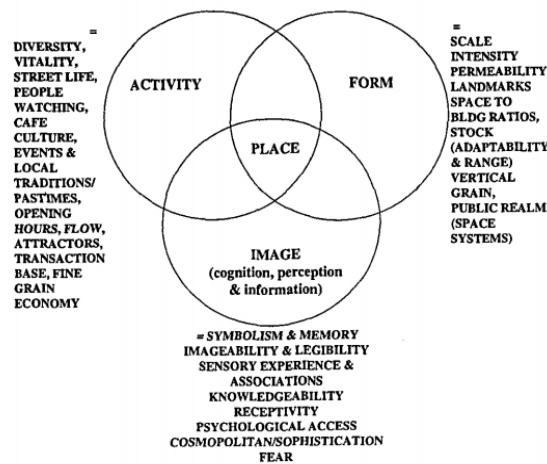 =
DIVERSITY,
VITALITY,
STREET LIFE,
PEOPLE
WATCHING,
CAFE
CULTURE,
EVENTS &
LOCAL
TRADITIONS/
PASTIMES,
OPENING
HOURS, FLOW,
ATTRACTORS,
TRANSACTION
BASE, FINE
GRAIN
ECONOMY
ACTIVITY
FORM
PLACE
=
SCALE
INTENSITY
PERMEABILITY
LANDMARKS
SPACE TO
BLDG RATIOS,
STOCK
(ADAPTABILITY
& RANGE)
VERTICAL
GRAIN,
PUBLIC REALM
(SPACE
SYSTEMS)
IMAGE
(cognition, perception
& information)
= SYMBOLISM & MEMORY
IMAGEABILITY & LEGIBILITY
SENSORY EXPERIENCE &
ASSOCIATIONS
KNOWLEDGEABILITY
RECEPTIVITY
PSYCHOLOGICAL ACCESS
COSMOPOLITAN/SOPHISTICATION
FEAR